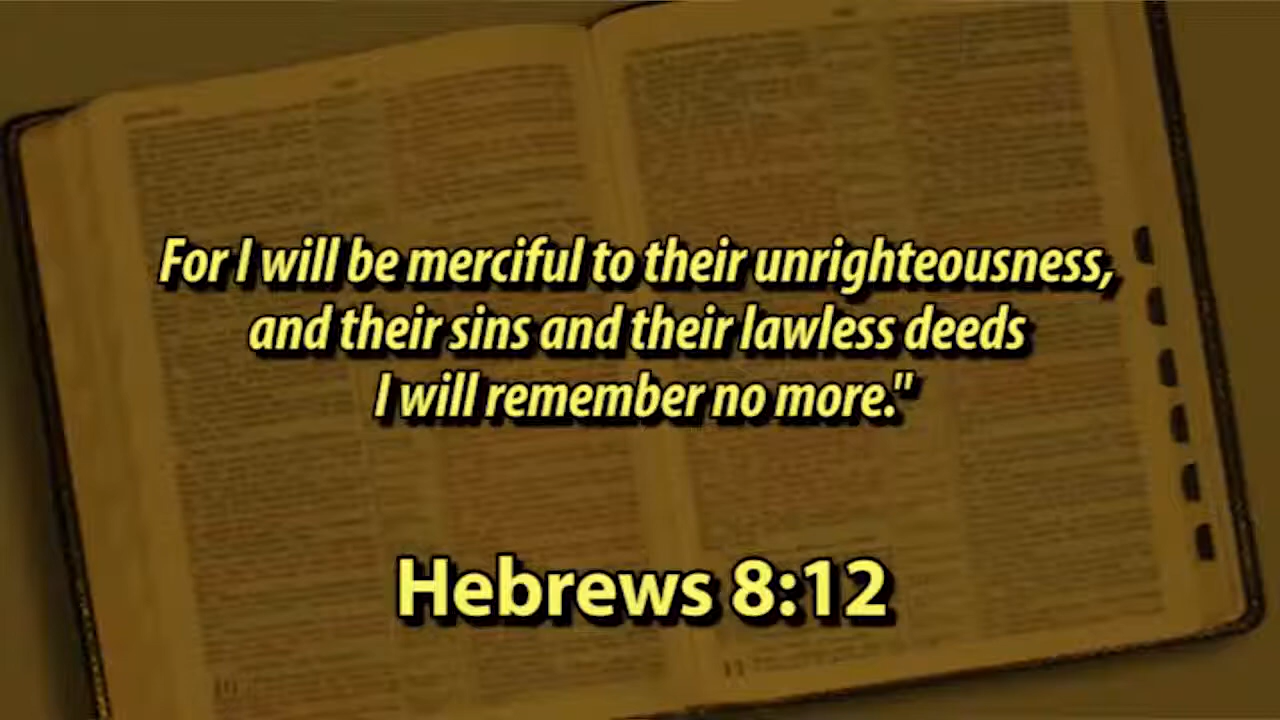 For I will be merciful to their unrighteousness,
and their sins and their lawless deeds
I will remember no more."
Hebrews 8:12